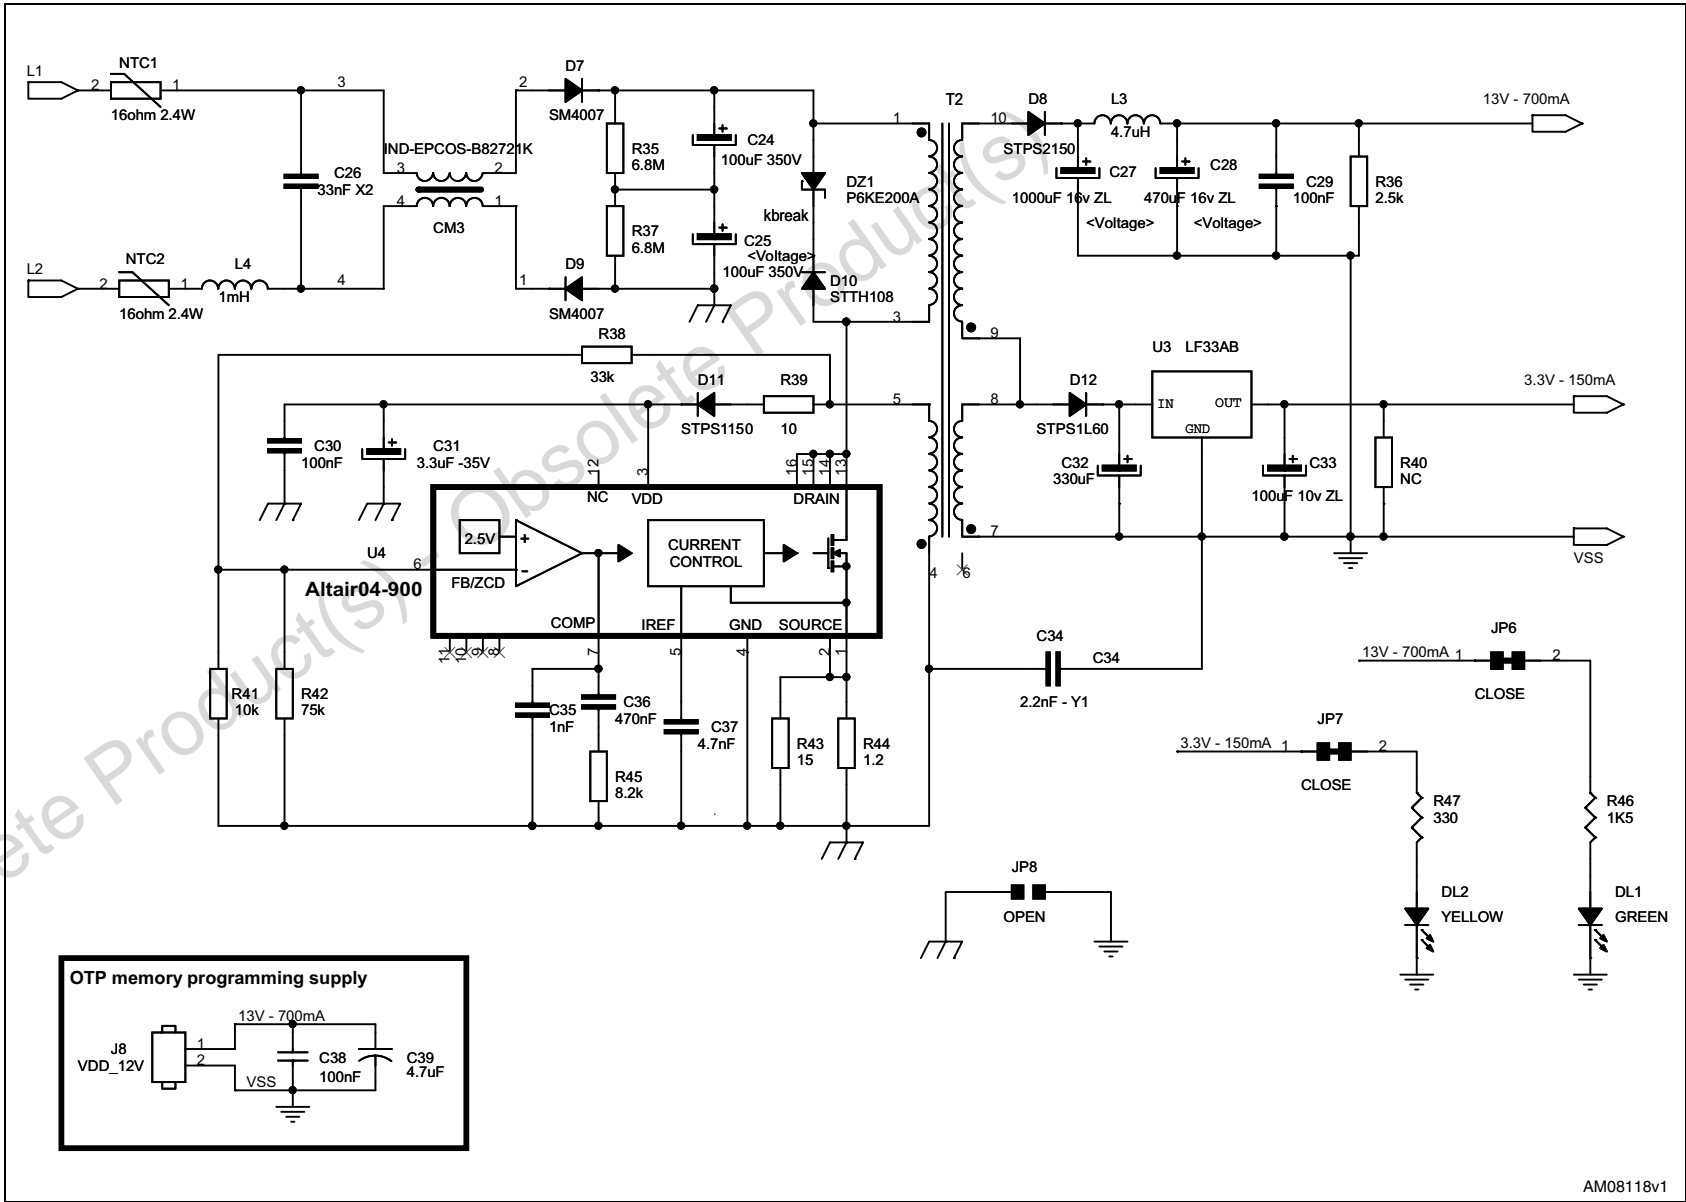 L1
2
NTC1
1
16ohm 2.4W
3
C26
33nF X2
L2
2
NTC2
1
16ohm 2.4W
L4
1mH
4
IND-EPCOS-B82721K
3
2
4
1
CM3
2
D7
SM4007
1
D9
SM4007
R35
6.8M
R37
6.8M
C24
100uF 350V
C25
<Voltage>
100uF 350V
DZ1
P6KE200A
kbreak
D10
STTH108
T2
1
3
10
9
5
8
4
6
7
D8
STPS2150
L3
4.7uH
13V - 700mA
C27
1000uF 16v ZL
<Voltage>
C28
470uF 16v ZL
<Voltage>
C29
100nF
R36
2.5k
R38
33k
D11
STPS1150
R39
10
C30
100nF
C31
3.3uF -35V
D12
STPS1L60
U3 LF33AB
IN OUT
GND
3.3V - 150mA
C32
330uF
C33
100uF 10v ZL
R40
NC
VSS
U4
Altair04-900
12
NC
3
VDD
16
15
14
13
DRAIN
2.5V
+
-
6
FB/ZCD
CURRENT
CONTROL
COMP
IREF
GND
SOURCE
11
10
9
8
7
5
4
2
1
R41
10k
R42
75k
C35
1nF
C36
470nF
R45
8.2k
C37
4.7nF
R43
15
R44
1.2
C34
C34
2.2nF - Y1
JP6
13V - 700mA
1
2
CLOSE
JP7
3.3V - 150mA
1
2
CLOSE
R47
330
R46
1K5
DL2
YELLOW
DL1
GREEN
JP8
OPEN
OTP memory programming supply
13V - 700mA
J8
VDD_12V
1
2
VSS
C38
100nF
C39
4.7uF
AM08118v1
ete Product(s) - Obsolete Product(s)